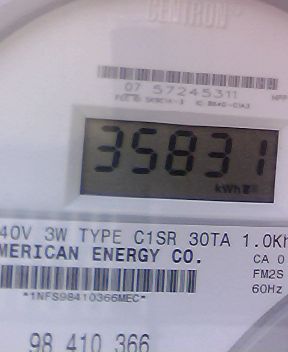 CENTRON
07 57245311
35831
kWh
40V 3W TYPE C1SR 30TA 1.0Kh
MERICAN ENERGY CO.
CA 0
FM2S
60Hz
*1NFS98410366MEC*
98 410 366